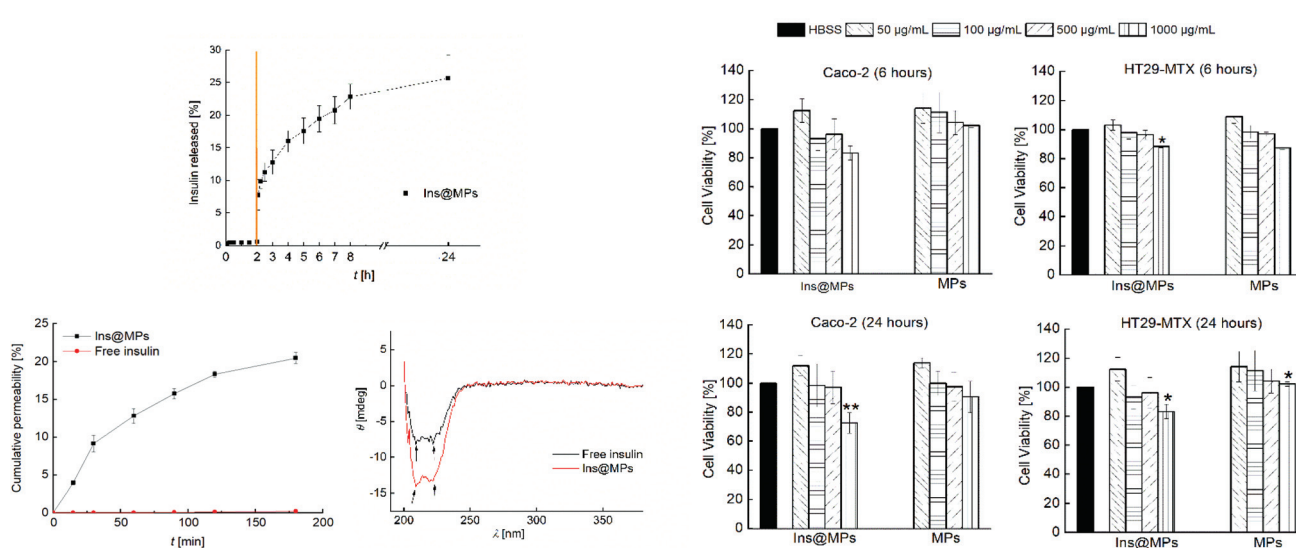 HBSS 50 µg/mL 100 µg/mL 500 µg/mL 1000 µg/mL
Insulin released [%]
30
25
20
15
10
5
0
Ins@MPs
0 1 2 3 4 5 6 7 8 24
t [h]
Caco-2 (6 hours)
Cell Viability [%]
140
120
100
80
60
40
20
0
Ins@MPs MPs
HT29-MTX (6 hours)
Cell Viability [%]
140
120
100
80
60
40
20
0
*
Ins@MPs MPs
Cumulative permeability [%]
25
20
15
10
5
0
Ins@MPs
Free insulin
0 50 100 150 200
t [min]
θ [mdeg]
5
0
-5
-10
-15
Free insulin
Ins@MPs
200 250 300 350
λ [nm]
Caco-2 (24 hours)
Cell Viability [%]
140
120
100
80
60
40
20
0
**
Ins@MPs MPs
HT29-MTX (24 hours)
Cell Viability [%]
140
120
100
80
60
40
20
0
* *
Ins@MPs MPs